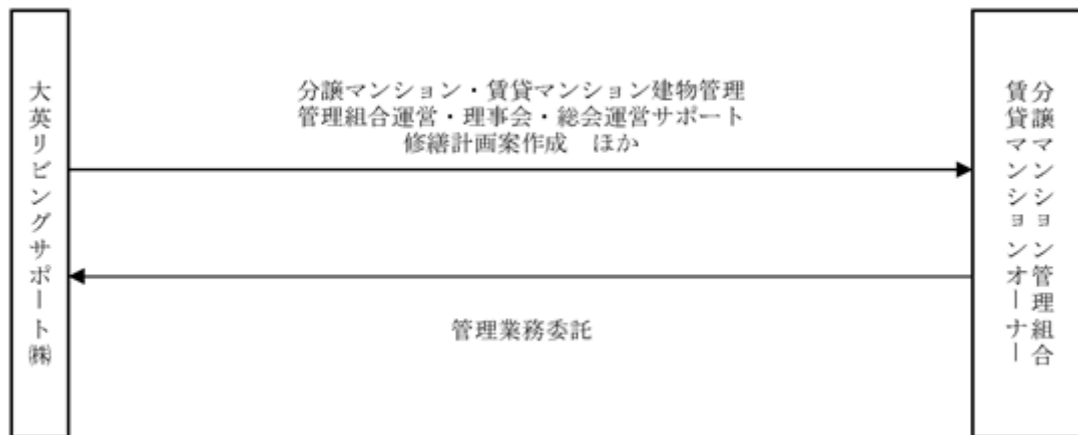 大英リビングサポート㈱
分譲マンション・賃貸マンション建物管理
管理組合運営・理事会・総会運営サポート
修繕計画案作成　ほか
管理業務委託
分譲マンション管理組合
賃貸マンションオーナー